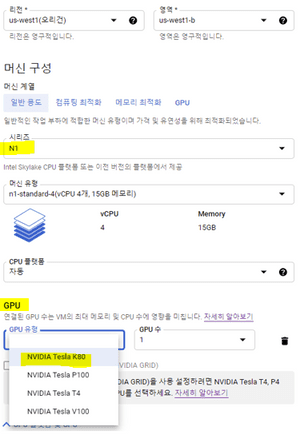 리전 * 영역 *
us-west1(오리건) us-west1-b
리전은 영구적입니다. 영역은 영구적입니다.
머신 구성
머신 계열
일반 용도 컴퓨팅 최적화 메모리 최적화 GPU
일반적인 작업 부하에 적합한 머신 유형이며 가격 및 유연성을 위해 최적화되었습니다.
시리즈
N1
Intel Skylake CPU 플랫폼 또는 이전 버전의 플랫폼에서 제공
머신 유형
n1-standard-4(vCPU 4개, 15GB 메모리)
vCPU Memory
4 15GB
CPU 플랫폼
자동
GPU
연결된 GPU 수는 VM의 최대 메모리 및 CPU 수에 영향을 미칩니다. 자세히 알아보기
GPU 유형 GPU 수
1
NVIDIA Tesla K80
NVIDIA GRID)
NVIDIA Tesla P100
IA GRID)을 사용 설정하려면 NVIDIA Tesla T4, P4
NVIDIA Tesla T4
를 선택하세요. 자세히 알아보기
NVIDIA Tesla V100